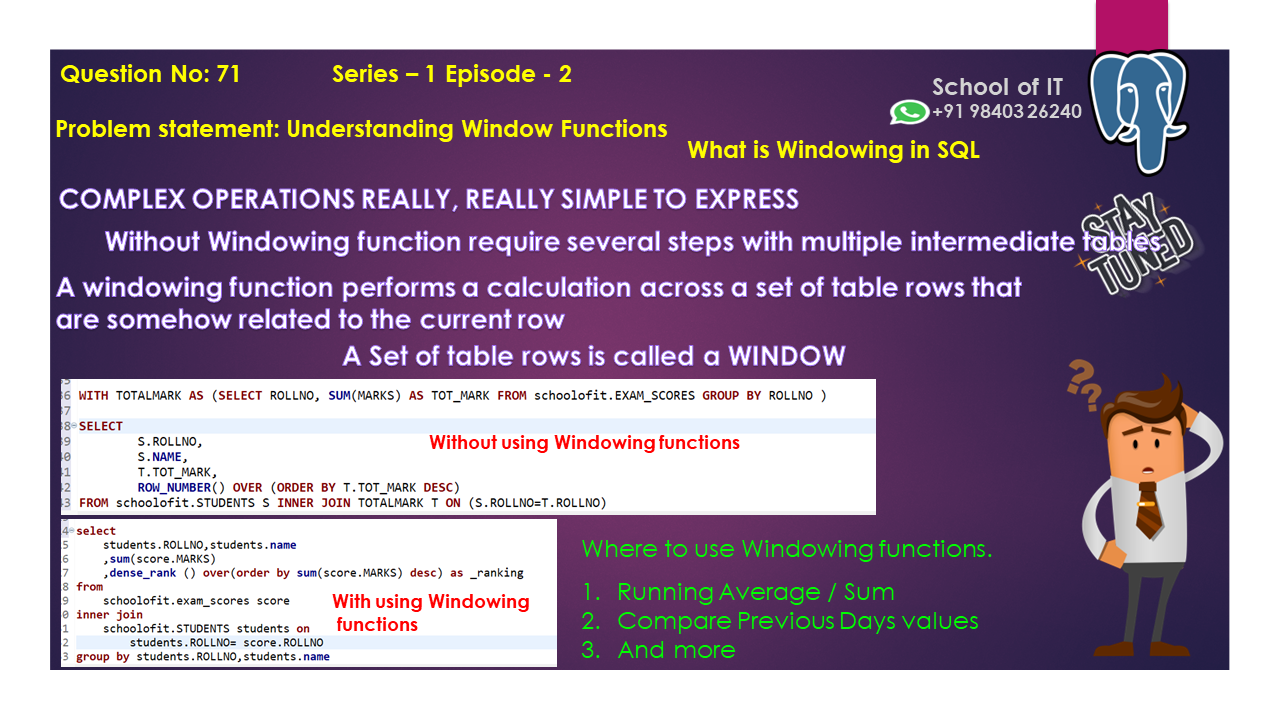 Question No: 71 Series – 1 Episode - 2
School of IT
+91 98403 26240
Problem statement: Understanding Window Functions
What is Windowing in SQL
COMPLEX OPERATIONS REALLY, REALLY SIMPLE TO EXPRESS
Without Windowing function require several steps with multiple intermediate tables
STAY
TUNED
A windowing function performs a calculation across a set of table rows that
are somehow related to the current row
A Set of table rows is called a WINDOW
36 WITH TOTALMARK AS (SELECT ROLLNO, SUM(MARKS) AS TOT_MARK FROM schoolofit.EXAM_SCORES GROUP BY ROLLNO )
37
38 SELECT
39 S.ROLLNO,
40 S.NAME,
41 T.TOT_MARK,
42 ROW_NUMBER() OVER (ORDER BY T.TOT_MARK DESC)
43 FROM schoolofit.STUDENTS S INNER JOIN TOTALMARK T ON (S.ROLLNO=T.ROLLNO)
Without using Windowing functions
4 select
5 students.ROLLNO,students.name
6 ,sum(score.MARKS)
7 ,dense_rank () over(order by sum(score.MARKS) desc) as _ranking
8 from
9 schoolofit.exam_scores score
0 inner join
1 schoolofit.STUDENTS students on
2 students.ROLLNO= score.ROLLNO
3 group by students.ROLLNO,students.name
With using Windowing
functions
Where to use Windowing functions.
1. Running Average / Sum
2. Compare Previous Days values
3. And more
??
?